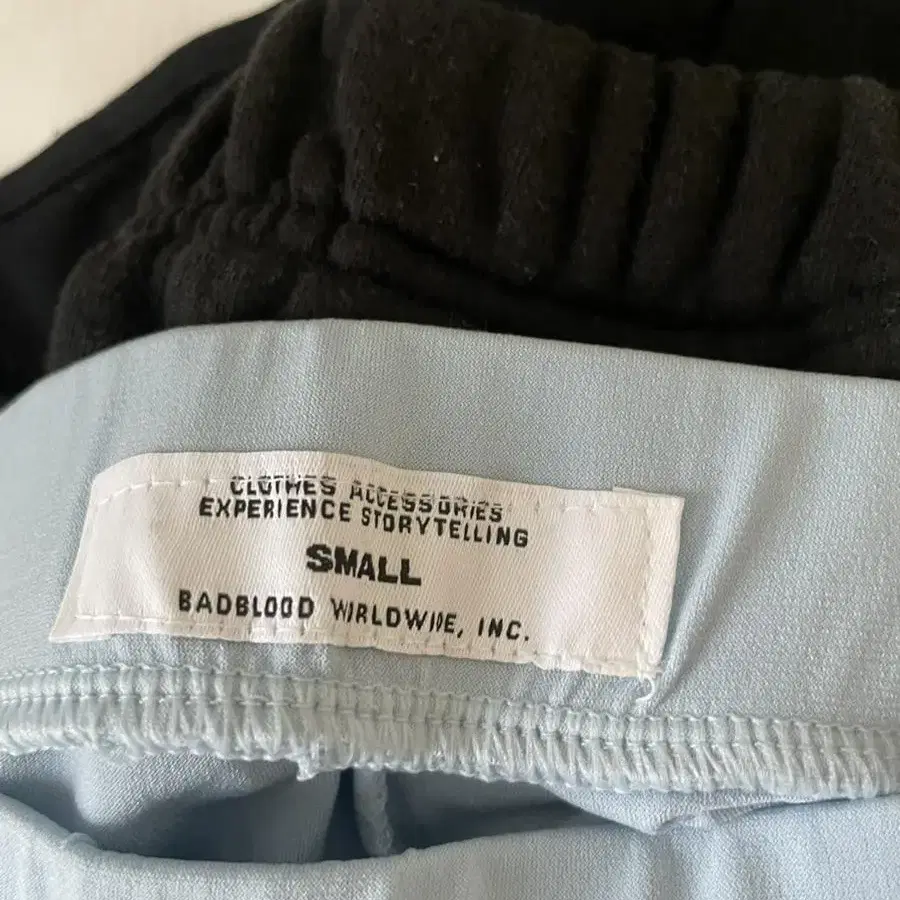 CLOTHES ACCESSORIES
EXPERIENCE STORYTELLING
SMALL
BADBLOOD WIRLDWIDE, INC.